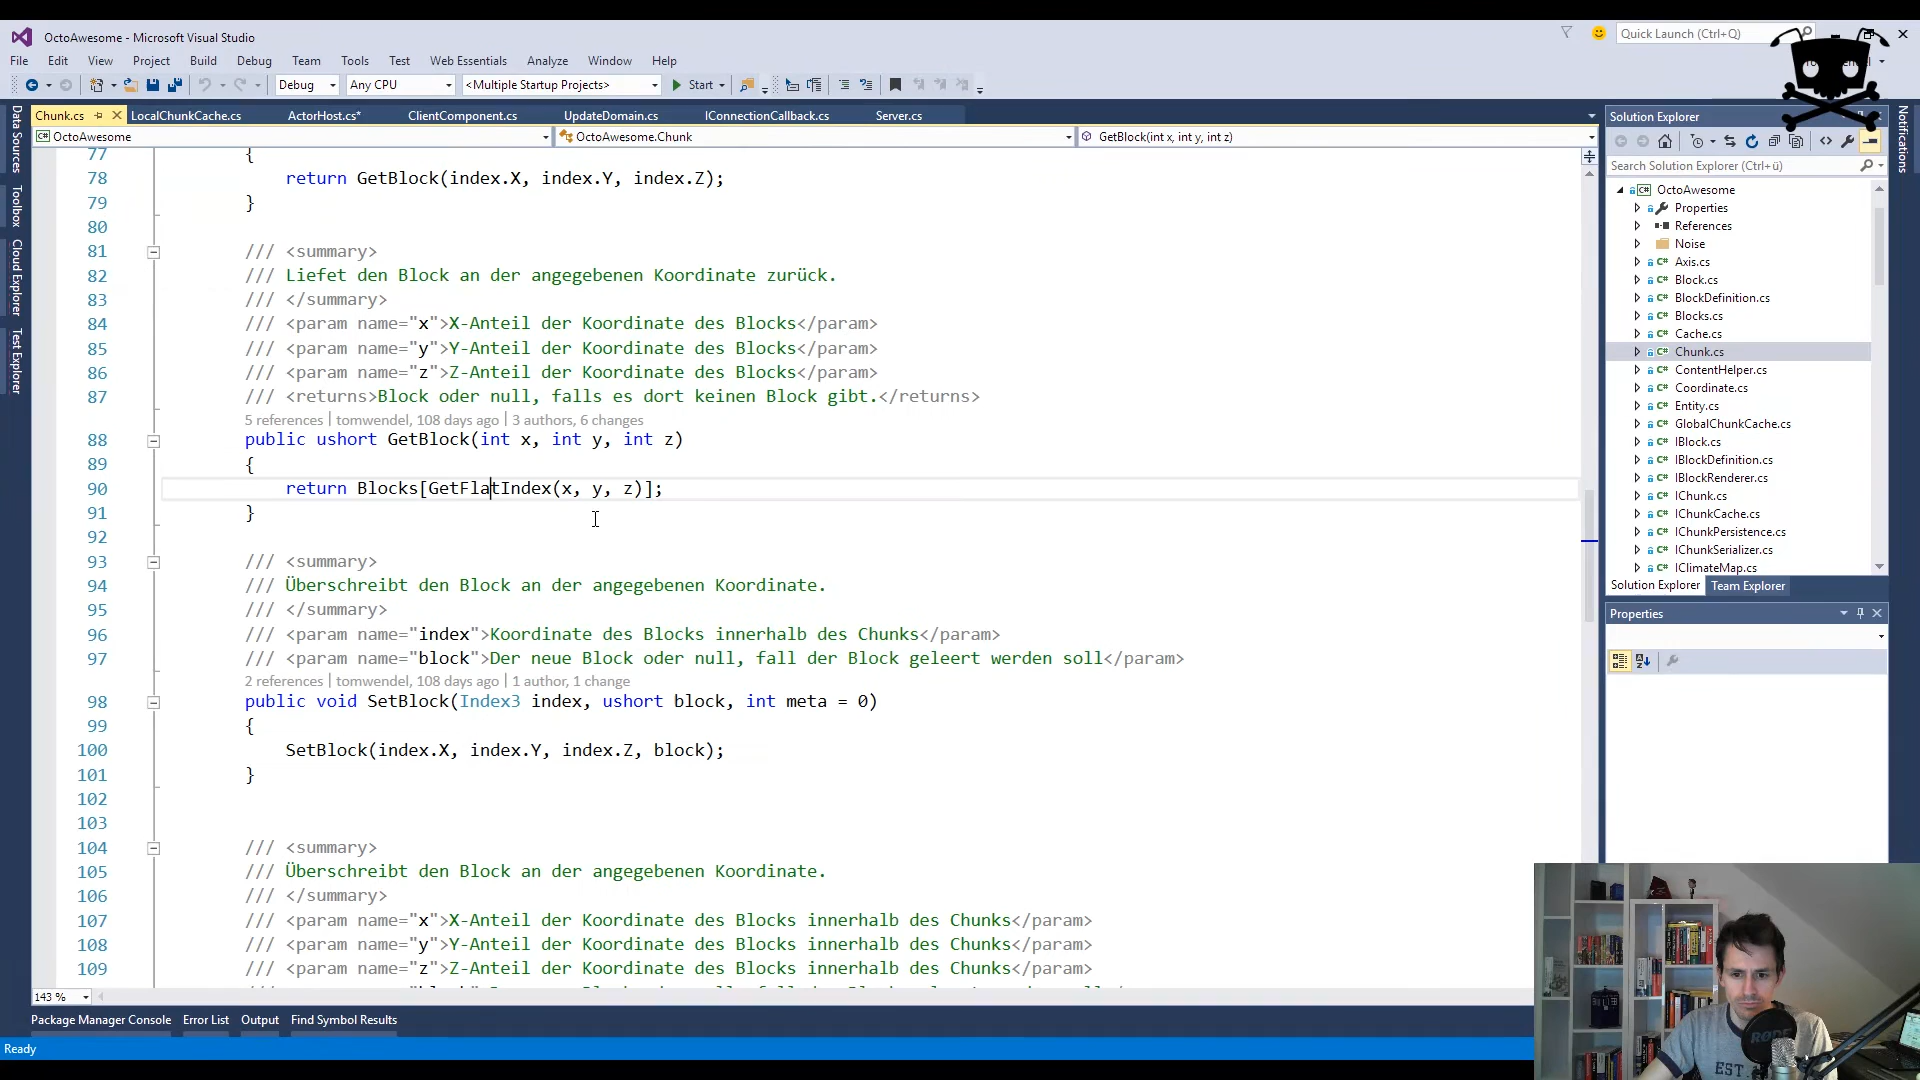 OctoAwesome - Microsoft Visual Studio
Quick Launch (Ctrl+Q)
File Edit View Project Build Debug Team Tools Test Web Essentials Analyze Window Help
Debug Any CPU <Multiple Startup Projects> Start
Chunk.cs LocalChunkCache.cs ActorHost.cs* ClientComponent.cs UpdateDomain.cs IConnectionCallback.cs Server.cs
OctoAwesome OctoAwesome.Chunk GetBlock(int x, int y, int z)
Data Sources
Toolbox
Cloud Explorer
Test Explorer
77 {
78 return GetBlock(index.X, index.Y, index.Z);
79 }
80
81 /// <summary>
82 /// Liefet den Block an der angegebenen Koordinate zurück.
83 /// </summary>
84 /// <param name="x">X-Anteil der Koordinate des Blocks</param>
85 /// <param name="y">Y-Anteil der Koordinate des Blocks</param>
86 /// <param name="z">Z-Anteil der Koordinate des Blocks</param>
87 /// <returns>Block oder null, falls es dort keinen Block gibt.</returns>
5 references | tomwendel, 108 days ago | 3 authors, 6 changes
88 public ushort GetBlock(int x, int y, int z)
89 {
90 return Blocks[GetFlatIndex(x, y, z)];
91 }
92
93 /// <summary>
94 /// Überschreibt den Block an der angegebenen Koordinate.
95 /// </summary>
96 /// <param name="index">Koordinate des Blocks innerhalb des Chunks</param>
97 /// <param name="block">Der neue Block oder null, fall der Block geleert werden soll</param>
2 references | tomwendel, 108 days ago | 1 author, 1 change
98 public void SetBlock(Index3 index, ushort block, int meta = 0)
99 {
100 SetBlock(index.X, index.Y, index.Z, block);
101 }
102
103
104 /// <summary>
105 /// Überschreibt den Block an der angegebenen Koordinate.
106 /// </summary>
107 /// <param name="x">X-Anteil der Koordinate des Blocks innerhalb des Chunks</param>
108 /// <param name="y">Y-Anteil der Koordinate des Blocks innerhalb des Chunks</param>
109 /// <param name="z">Z-Anteil der Koordinate des Blocks innerhalb des Chunks</param>
143 %
Package Manager Console Error List Output Find Symbol Results
Ready
Solution Explorer
Search Solution Explorer (Ctrl+ü)
OctoAwesome
Properties
References
Noise
Axis.cs
Block.cs
BlockDefinition.cs
Blocks.cs
Cache.cs
Chunk.cs
ContentHelper.cs
Coordinate.cs
Entity.cs
GlobalChunkCache.cs
IBlock.cs
IBlockDefinition.cs
IBlockRenderer.cs
IChunk.cs
IChunkCache.cs
IChunkPersistence.cs
IChunkSerializer.cs
IClimateMap.cs
Solution Explorer Team Explorer
Properties
Notifications
RODE
EST.